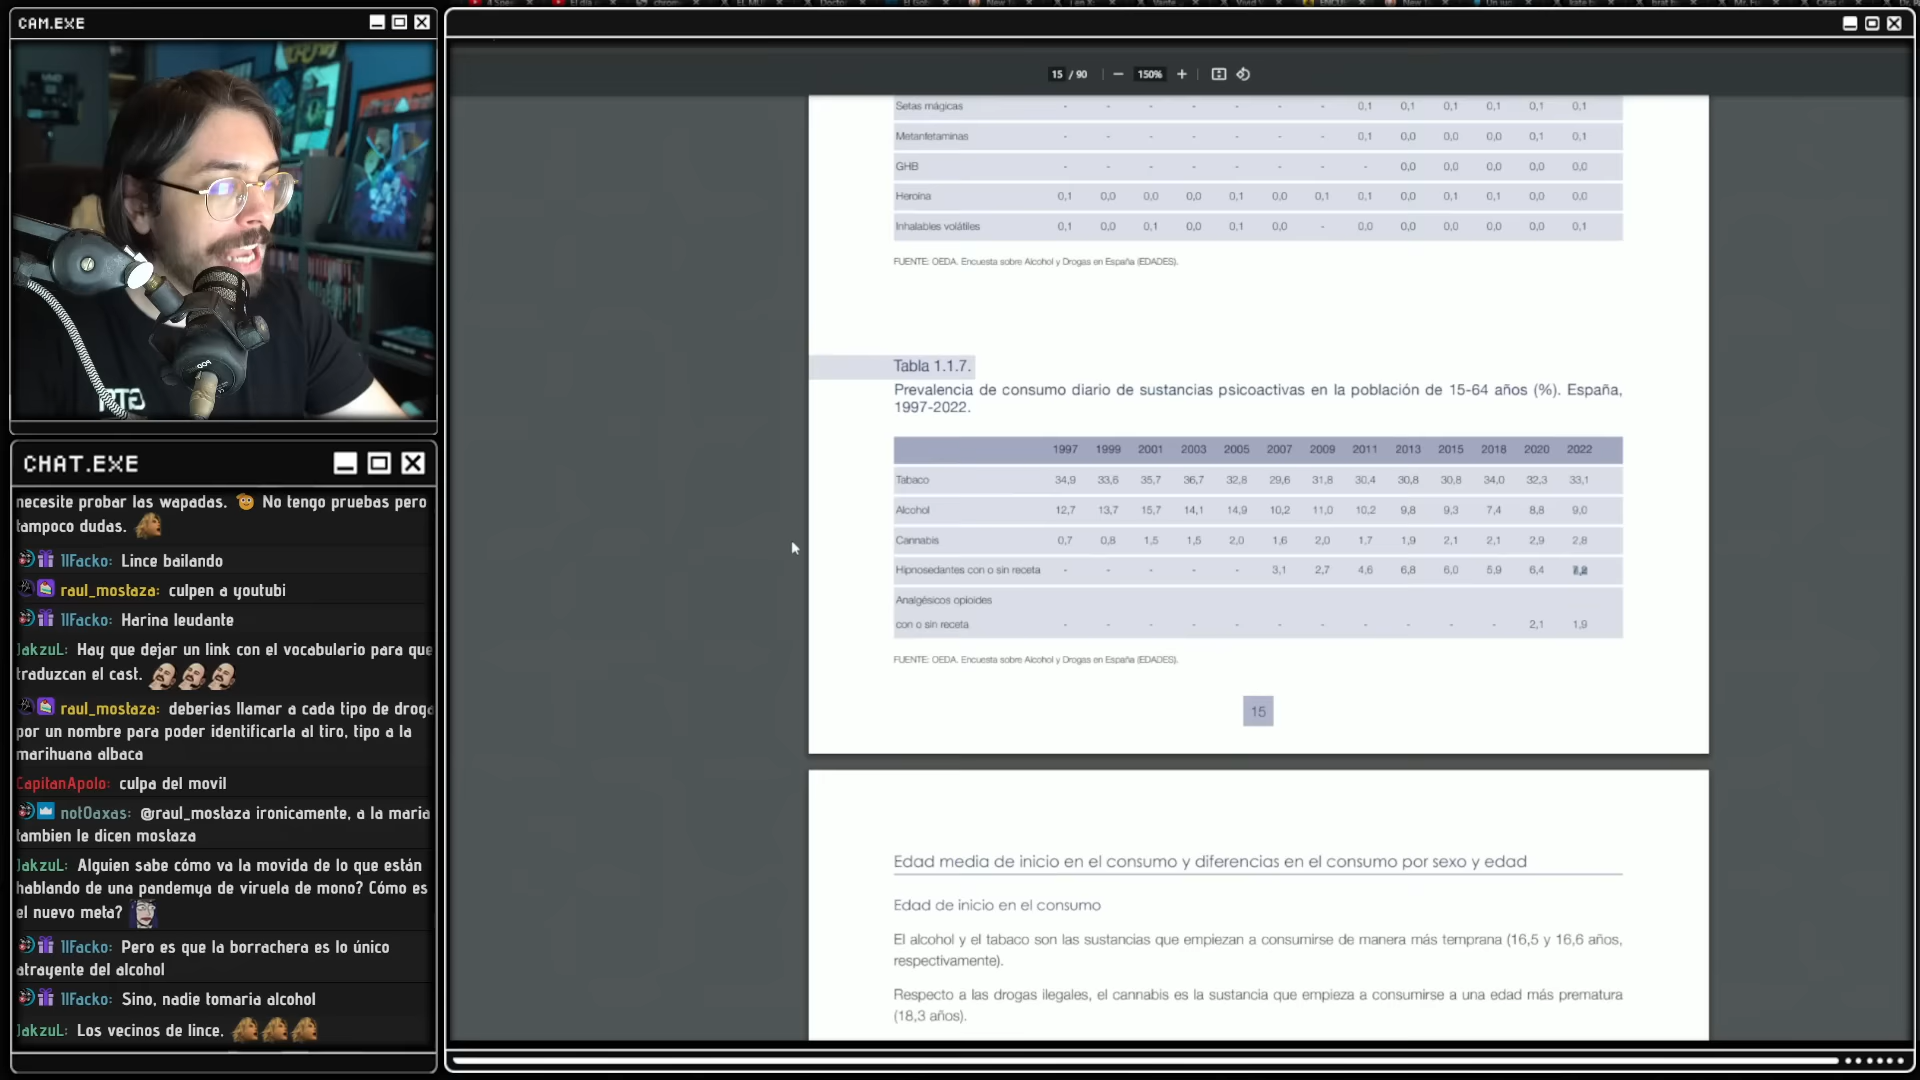 CAM.EXE
CHAT.EXE
necesite probar las wapadas. No tengo pruebas pero
tampoco dudas.
11Facko: Lince bailando
raul_mostaza: culpen a youtubi
11Facko: Harina leudante
JakzuL: Hay que dejar un link con el vocabulario para que
traduzcan el cast.
raul_mostaza: deberias llamar a cada tipo de droga
por un nombre para poder identificarla al tiro, tipo a la
marihuana albaca
CapitanApolo: culpa del movil
notOaxas: @raul_mostaza ironicamente, a la maria
tambien le dicen mostaza
JakzuL: Alguien sabe cómo va la movida de lo que están
hablando de una pandemya de viruela de mono? Cómo es
el nuevo meta?
11Facko: Pero es que la borrachera es lo único
atrayente del alcohol
11Facko: Sino, nadie tomaria alcohol
JakzuL: Los vecinos de lince.
15 / 90 150%
Setas mágicas - - - - - - - 0,1 0,1 0,1 0,1 0,1 0,1
Metanfetaminas - - - - - - - 0,1 0,0 0,0 0,0 0,1 0,1
GHB - - - - - - - - 0,0 0,0 0,0 0,0 0,0
Heroína 0,1 0,0 0,0 0,0 0,1 0,0 0,1 0,1 0,0 0,1 0,1 0,0 0,0
Inhalables volátiles 0,1 0,0 0,1 0,0 0,1 0,0 - 0,0 0,0 0,0 0,0 0,0 0,1
FUENTE: OEDA. Encuesta sobre Alcohol y Drogas en España (EDADES).
Tabla 1.1.7.
Prevalencia de consumo diario de sustancias psicoactivas en la población de 15-64 años (%). España,
1997-2022.
1997 1999 2001 2003 2005 2007 2009 2011 2013 2015 2018 2020 2022
Tabaco 34,9 33,6 35,7 36,7 32,8 29,6 31,8 30,4 30,8 30,8 34,0 32,3 33,1
Alcohol 12,7 13,7 15,7 14,1 14,9 10,2 11,0 10,2 9,8 9,3 7,4 8,8 9,0
Cannabis 0,7 0,8 1,5 1,5 2,0 1,6 2,0 1,7 1,9 2,1 2,1 2,9 2,8
Hipnosedantes con o sin receta - - - - - 3,1 2,7 4,6 6,8 6,0 5,9 6,4
Analgésicos opioides
con o sin receta - - - - - - - - - - - 2,1 1,9
FUENTE: OEDA. Encuesta sobre Alcohol y Drogas en España (EDADES).
15
Edad media de inicio en el consumo y diferencias en el consumo por sexo y edad
Edad de inicio en el consumo
El alcohol y el tabaco son las sustancias que empiezan a consumirse de manera más temprana (16,5 y 16,6 años,
respectivamente).
Respecto a las drogas ilegales, el cannabis es la sustancia que empieza a consumirse a una edad más prematura
(18,3 años).